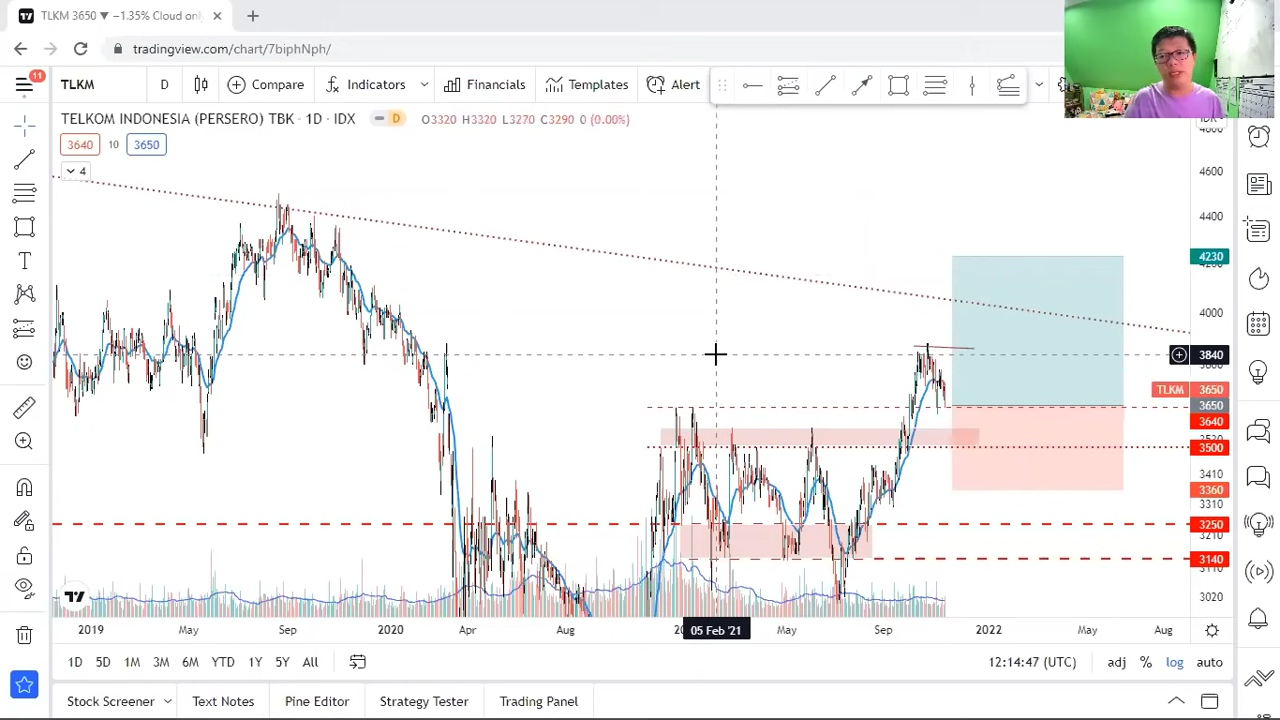 TLKM 3650 ▼ −1.35% Cloud only
tradingview.com/chart/7biphNph/
11
TLKM D Compare Indicators Financials Templates Alert
TELKOM INDONESIA (PERSERO) TBK · 1D · IDX D O3320 H3320 L3270 C3290 0 (0.00%)
3640 10 3650
4
4600
4400
4230
4000
3840
TLKM 3650
3650
3640
3500
3410
3360
3310
3250
3210
3140
3020
2019 May Sep 2020 Apr Aug 05 Feb '21 May Sep 2022 May Aug
1D 5D 1M 3M 6M YTD 1Y 5Y All 12:14:47 (UTC) adj % log auto
Stock Screener Text Notes Pine Editor Strategy Tester Trading Panel